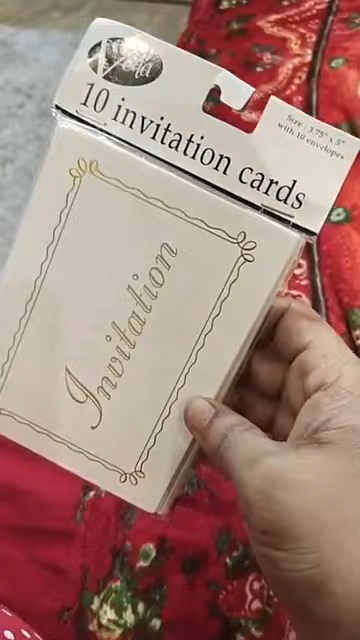 10 invitation cards
Size : 3.75" x 5"
with 10 envelopes
Invitation